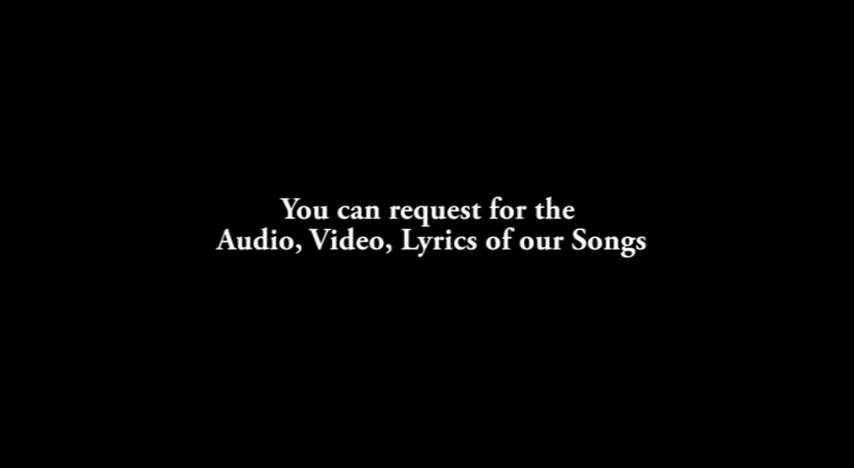 You can request for the
Audio, Video, Lyrics of our Songs